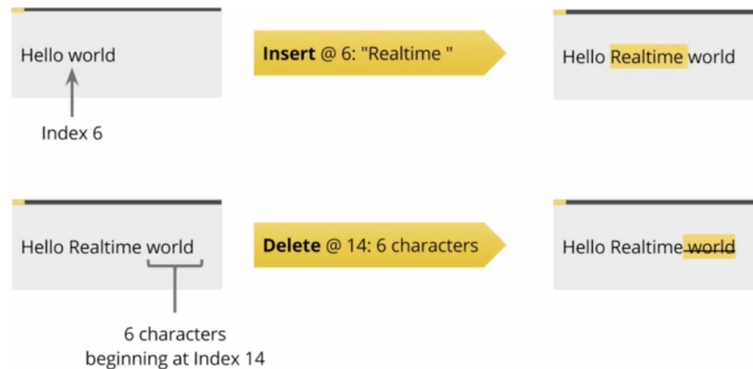 Hello world
Insert @ 6: "Realtime "
Hello Realtime world
Index 6
Hello Realtime world
Delete @ 14: 6 characters
Hello Realtime world
6 characters
beginning at Index 14